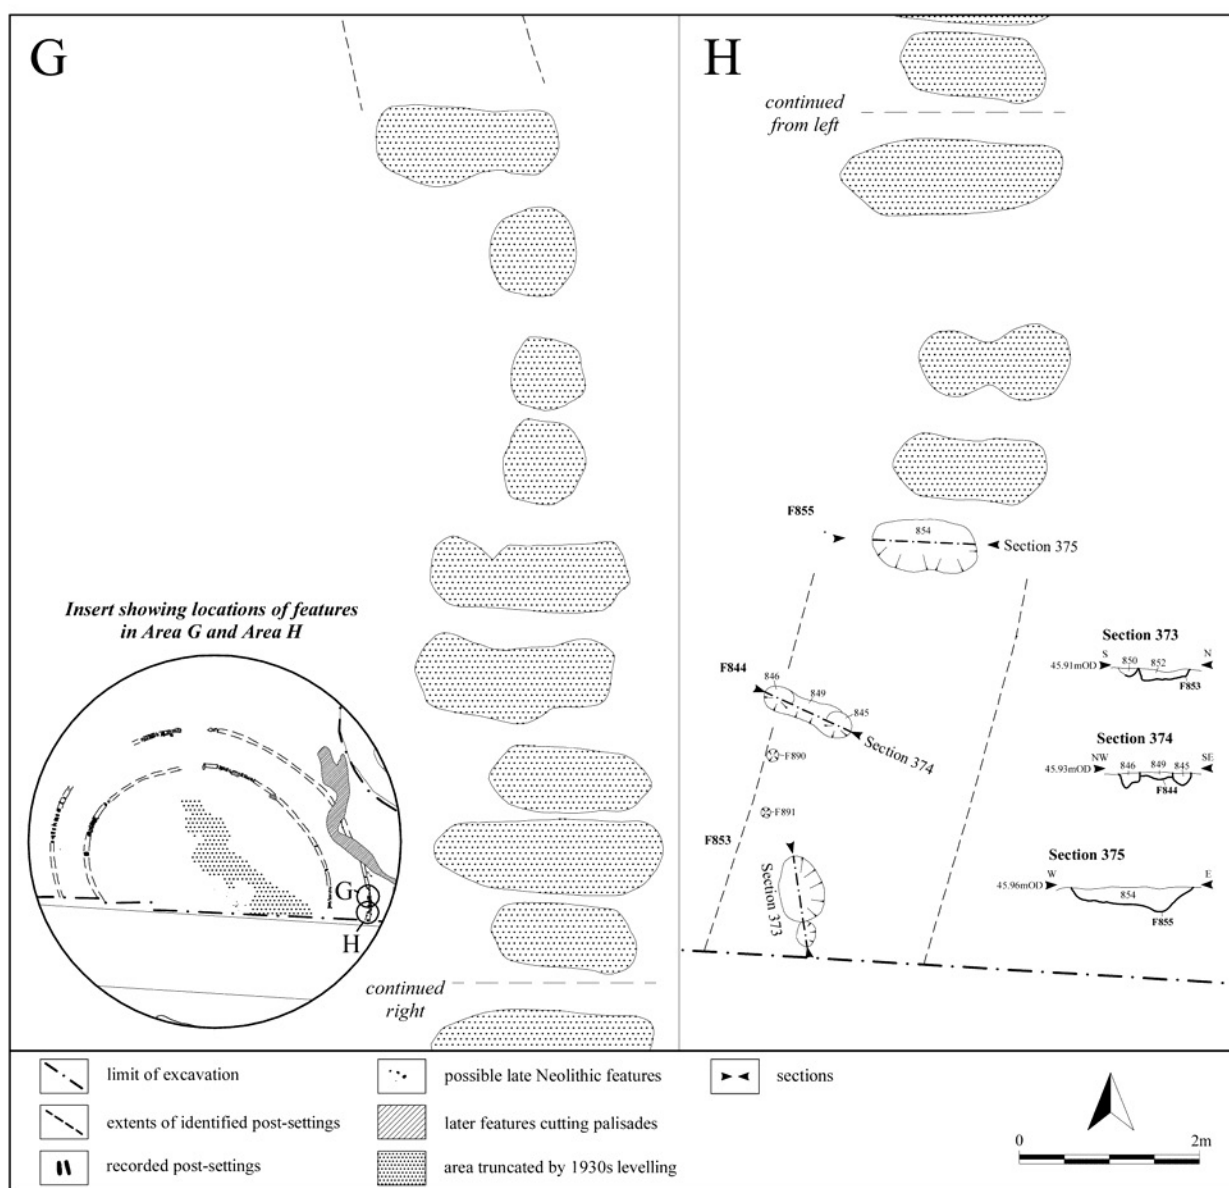 G
Insert showing locations of features
in Area G and Area H
G
H
continued
right
H
continued
from left
F855
854
Section 375
F844
846
849
845
Section 374
F890
F891
F853
Section 373
Section 373
S
N
45.91mOD
850
852
F853
Section 374
NW
SE
45.93mOD
846
849
845
F844
Section 375
W
E
45.96mOD
854
F855
limit of excavation
extents of identified post-settings
recorded post-settings
possible late Neolithic features
later features cutting palisades
area truncated by 1930s levelling
sections
0
2m